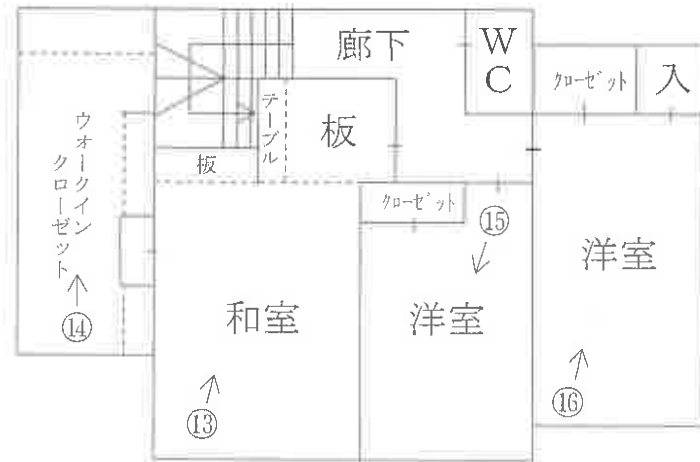 廊下
WC
クローゼット
入
テーブル
板
板
ウォークイン
クローゼット
クローゼット
⑮
洋室
和室
洋室
⑭
⑬
⑯